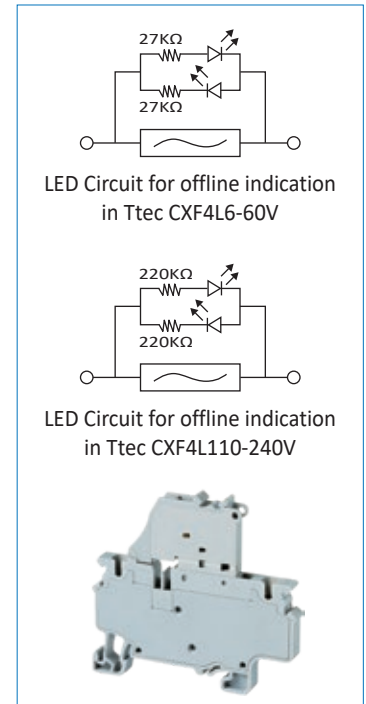 27KΩ
27KΩ
LED Circuit for offline indication
in Ttec CXF4L6-60V
220KΩ
220KΩ
LED Circuit for offline indication
in Ttec CXF4L110-240V